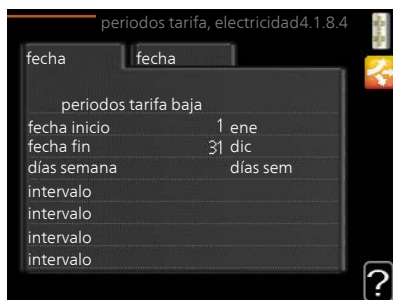 periodos tarifa, electricidad4.1.8.4
fecha fecha
periodos tarifa baja
fecha inicio 1 ene
fecha fin 31 dic
días semana días sem
intervalo
intervalo
intervalo
intervalo
?